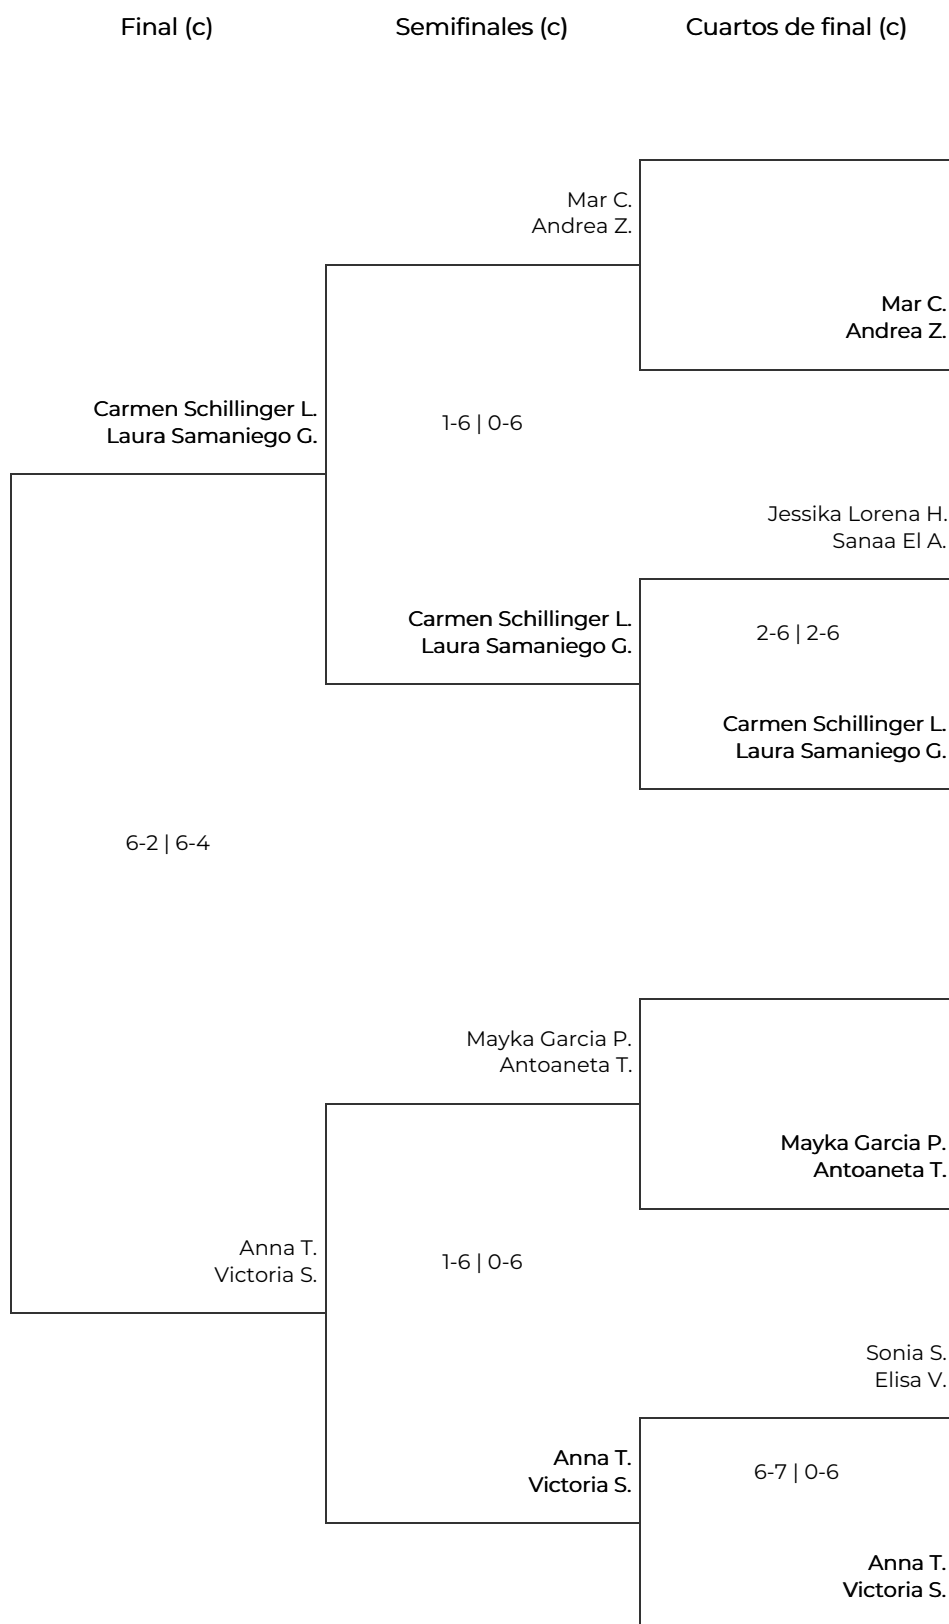 Final (c)
Semifinales (c)
Cuartos de final (c)
Mar C.
Andrea Z.
Mar C.
Andrea Z.
Carmen Schillinger L.
Laura Samaniego G.
1-6 | 0-6
Jessika Lorena H.
Sanaa El A.
Carmen Schillinger L.
Laura Samaniego G.
2-6 | 2-6
Carmen Schillinger L.
Laura Samaniego G.
6-2 | 6-4
Mayka Garcia P.
Antoaneta T.
Mayka Garcia P.
Antoaneta T.
Anna T.
Victoria S.
1-6 | 0-6
Sonia S.
Elisa V.
Anna T.
Victoria S.
6-7 | 0-6
Anna T.
Victoria S.